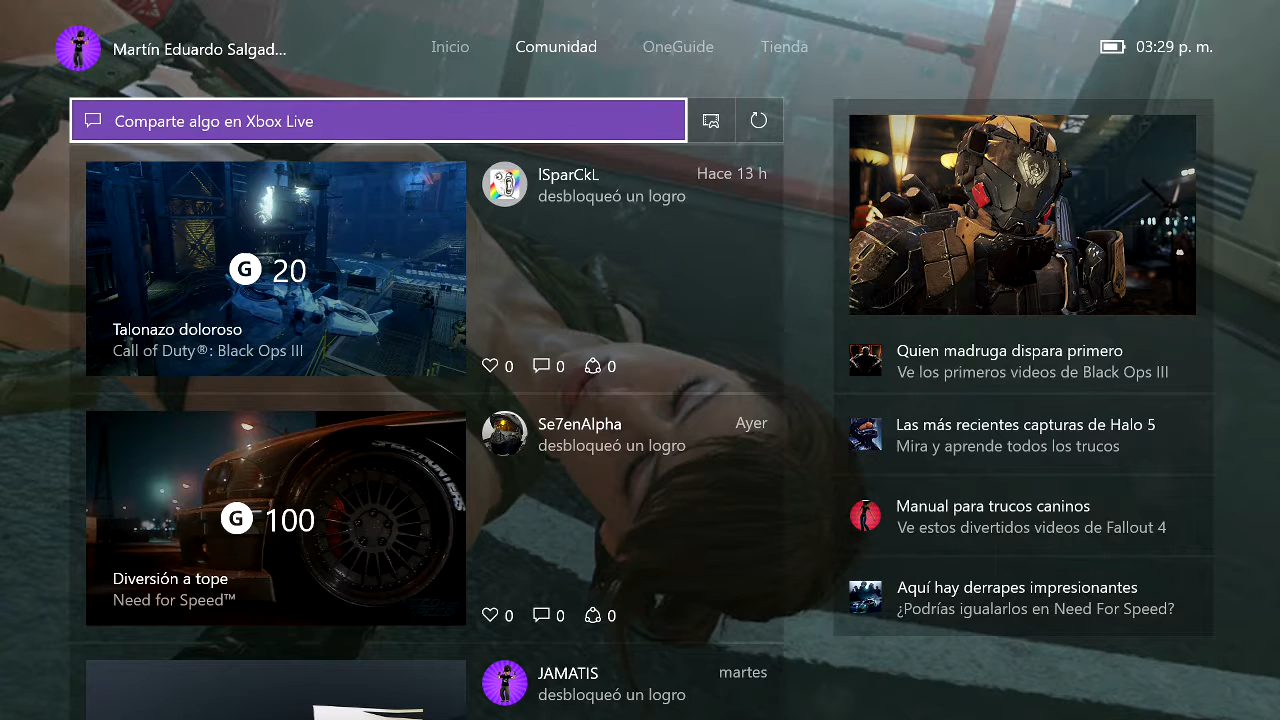 Martín Eduardo Salgad...
Inicio
Comunidad
OneGuide
Tienda
03:29 p. m.
Comparte algo en Xbox Live
G 20
Talonazo doloroso
Call of Duty®: Black Ops III
lSparCkL
Hace 13 h
desbloqueó un logro
0 0 0
G 100
Diversión a tope
Need for Speed™
Se7enAlpha
Ayer
desbloqueó un logro
0 0 0
JAMATIS
martes
desbloqueó un logro
Quien madruga dispara primero
Ve los primeros videos de Black Ops III
Las más recientes capturas de Halo 5
Mira y aprende todos los trucos
Manual para trucos caninos
Ve estos divertidos videos de Fallout 4
Aquí hay derrapes impresionantes
¿Podrías igualarlos en Need For Speed?